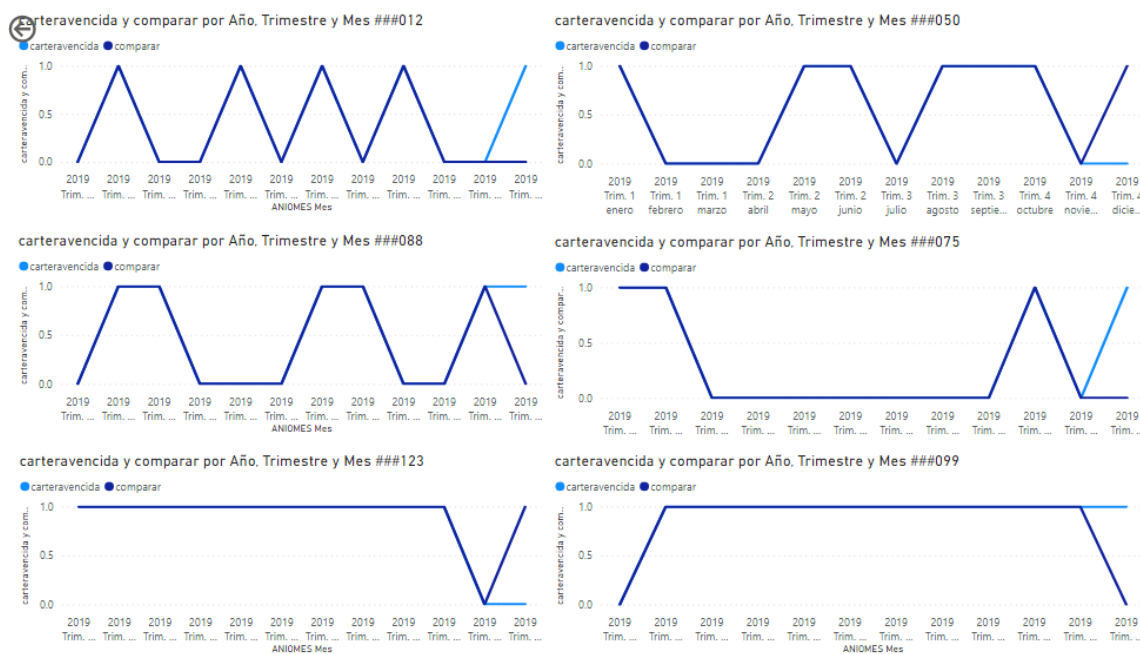 carteravencida y comparar por Año, Trimestre y Mes ###012
carteravencida comparar
carteravencida y com...
1.0
0.5
0.0
2019 2019 2019 2019 2019 2019 2019 2019 2019 2019 2019 2019
Trim. ... Trim. ... Trim. ... Trim. ... Trim. ... Trim. ... Trim. ... Trim. ... Trim. ... Trim. ... Trim. ... Trim. ...
ANIOMES Mes
carteravencida y comparar por Año, Trimestre y Mes ###050
carteravencida comparar
carteravencida y com...
1.0
0.5
0.0
2019 2019 2019 2019 2019 2019 2019 2019 2019 2019 2019 2019
Trim. 1 Trim. 1 Trim. 1 Trim. 2 Trim. 2 Trim. 2 Trim. 3 Trim. 3 Trim. 3 Trim. 4 Trim. 4 Trim. 4
enero febrero marzo abril mayo junio julio agosto septie... octubre novie... dicie...
carteravencida y comparar por Año, Trimestre y Mes ###088
carteravencida comparar
carteravencida y com...
1.0
0.5
0.0
2019 2019 2019 2019 2019 2019 2019 2019 2019 2019 2019 2019
Trim. ... Trim. ... Trim. ... Trim. ... Trim. ... Trim. ... Trim. ... Trim. ... Trim. ... Trim. ... Trim. ... Trim. ...
ANIOMES Mes
carteravencida y comparar por Año, Trimestre y Mes ###075
carteravencida comparar
carteravencida y compar...
1.0
0.5
0.0
2019 2019 2019 2019 2019 2019 2019 2019 2019 2019 2019 2019
Trim. ... Trim. ... Trim. ... Trim. ... Trim. ... Trim. ... Trim. ... Trim. ... Trim. ... Trim. ... Trim. ... Trim. ...
carteravencida y comparar por Año, Trimestre y Mes ###123
carteravencida comparar
carteravencida y com...
1.0
0.5
0.0
2019 2019 2019 2019 2019 2019 2019 2019 2019 2019 2019 2019
Trim. ... Trim. ... Trim. ... Trim. ... Trim. ... Trim. ... Trim. ... Trim. ... Trim. ... Trim. ... Trim. ... Trim. ...
ANIOMES Mes
carteravencida y comparar por Año, Trimestre y Mes ###099
carteravencida comparar
carteravencida y com...
1.0
0.5
0.0
2019 2019 2019 2019 2019 2019 2019 2019 2019 2019 2019 2019
Trim. ... Trim. ... Trim. ... Trim. ... Trim. ... Trim. ... Trim. ... Trim. ... Trim. ... Trim. ... Trim. ... Trim. ...
ANIOMES Mes